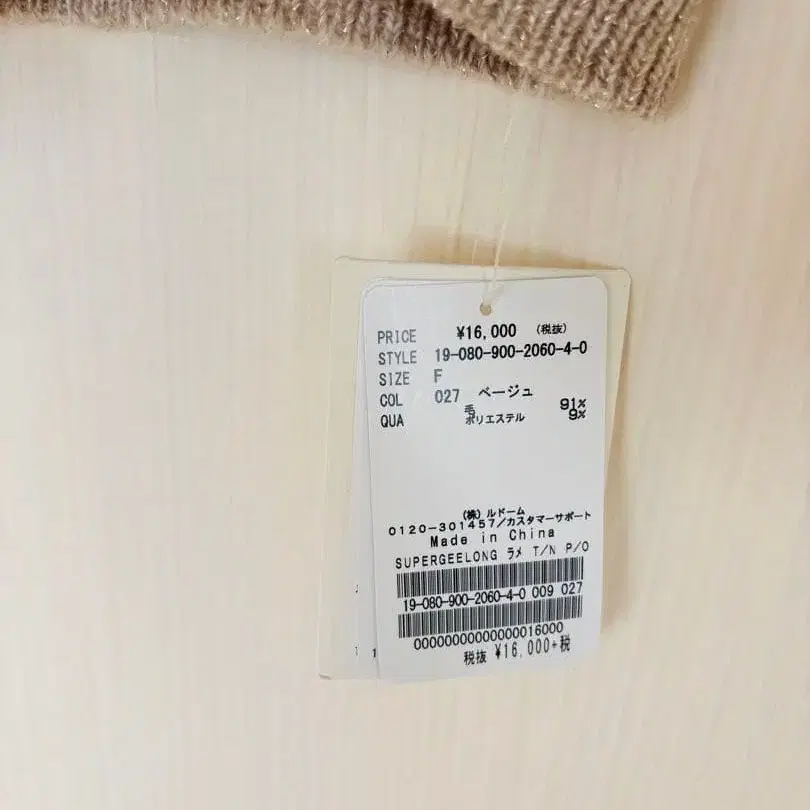 PRICE ¥16,000 (税抜)
STYLE 19-080-900-2060-4-0
SIZE F
COL 027 ベージュ
QUA 毛 91%
ポリエステル 9%
(株)ルドーム
0120-301457/カスタマーサポート
Made in China
SUPERGEELONG ラメ T/N P/O
19-080-900-2060-4-0 009 027
00000000000000016000
税抜 ¥16,000+税